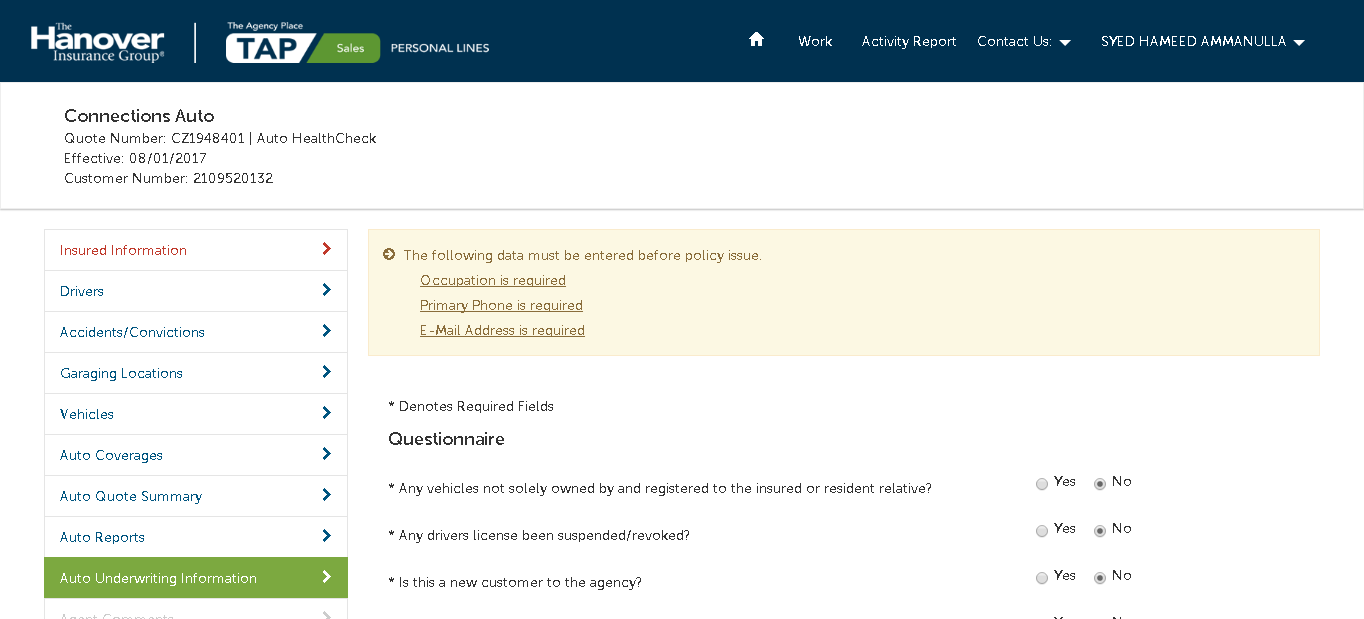 The
Hanover
Insurance Group®
The Agency Place
TAP Sales PERSONAL LINES
Work Activity Report Contact Us: SYED HAMEED AMMANULLA
Connections Auto
Quote Number: CZ1948401 | Auto HealthCheck
Effective: 08/01/2017
Customer Number: 2109520132
Insured Information
Drivers
Accidents/Convictions
Garaging Locations
Vehicles
Auto Coverages
Auto Quote Summary
Auto Reports
Auto Underwriting Information
Agent Comments
The following data must be entered before policy issue.
Occupation is required
Primary Phone is required
E-Mail Address is required
* Denotes Required Fields
Questionnaire
* Any vehicles not solely owned by and registered to the insured or resident relative? Yes No
* Any drivers license been suspended/revoked? Yes No
* Is this a new customer to the agency? Yes No